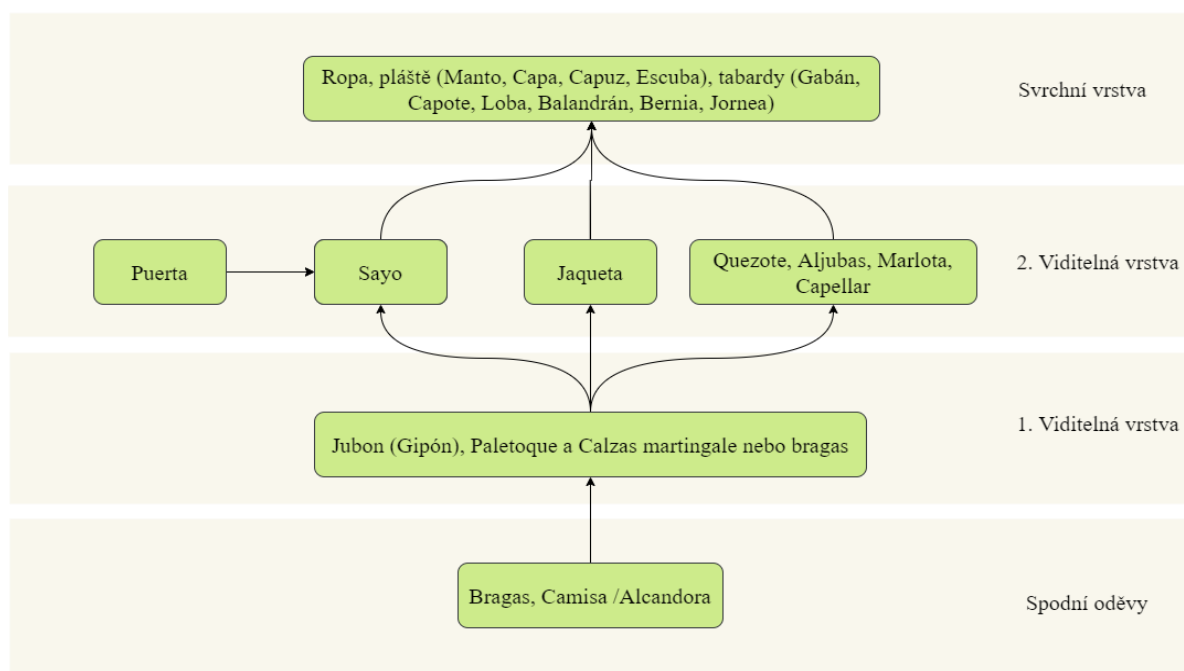 Ropa, pláště (Manto, Capa, Capuz, Escuba), tabardy (Gabán,
Capote, Loba, Balandrán, Bernia, Jornea)
Svrchní vrstva
Puerta
Sayo
Jaqueta
Quezote, Aljubas, Marlota,
Capellar
2. Viditelná vrstva
Jubon (Gipón), Paletoque a Calzas martingale nebo bragas
1. Viditelná vrstva
Bragas, Camisa /Alcandora
Spodní oděvy